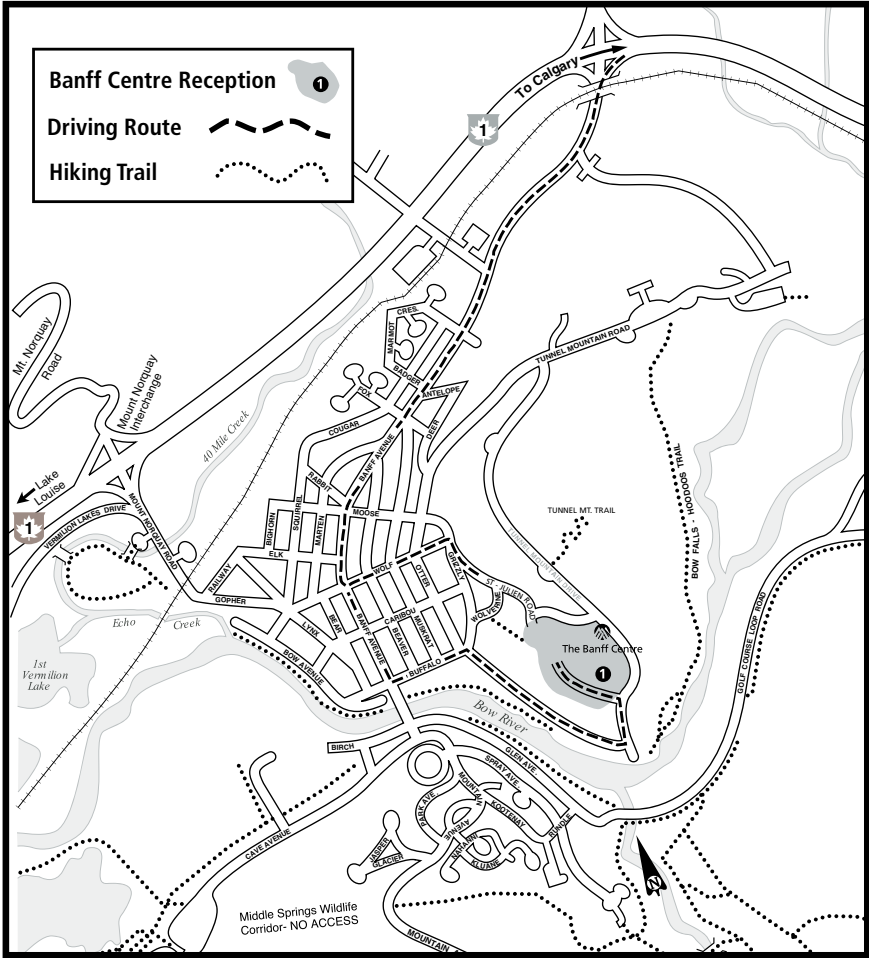 Banff Centre Reception
1
Driving Route
Hiking Trail
To Calgary
1
Mt. Norquay
Road
Mount Norquay
Interchange
Lake
Louise
1
40 Mile Creek
VERMILION LAKES DRIVE
MOUNT NORQUAY ROAD
CRES.
MARMOT
BADGER
FOX
ANTELOPE
COUGAR
DEER
BANFF AVENUE
RABBIT
SQUIRREL
BIGHORN
MARTEN
MOOSE
ELK
RAILWAY
GOPHER
WOLF
OTTER
GRIZZLY
LYNX
BEAR
BANFF AVENUE
CARIBOU
BEAVER
MUSKRAT
WOLVERINE
BUFFALO
BOW AVENUE
TUNNEL MOUNTAIN ROAD
TUNNEL MT. TRAIL
TUNNEL MOUNTAIN DRIVE
ST- JULIEN ROAD
The Banff Centre
1
BOW FALLS - HOODOOS TRAIL
GOLF COURSE LOOP ROAD
Echo
Creek
1st
Vermilion
Lake
Bow River
BIRCH
CAVE AVENUE
GLEN AVE
SPRAY AVE.
MOUNTAIN
AVENUE
PARK AVE.
KOOTENAY
RUNDLE
NAHANNI
KLUANE
JASPER
GLACIER
N
Middle Springs Wildlife
Corridor- NO ACCESS
MOUNTAIN